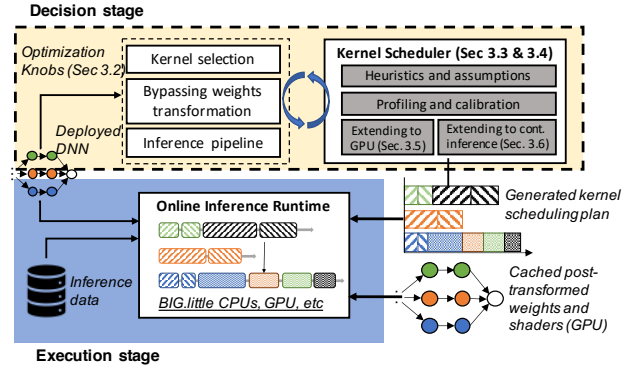 Decision stage
Optimization
Knobs (Sec 3.2)
Kernel selection
Bypassing weights
transformation
Inference pipeline
Kernel Scheduler (Sec 3.3 & 3.4)
Heuristics and assumptions
Profiling and calibration
Extending to
GPU (Sec. 3.5)
Extending to cont.
inference (Sec. 3.6)
Deployed
DNN
Online Inference Runtime
BIG.little CPUs, GPU, etc
Inference
data
Generated kernel
scheduling plan
Cached post-
transformed
weights and
shaders (GPU)
Execution stage